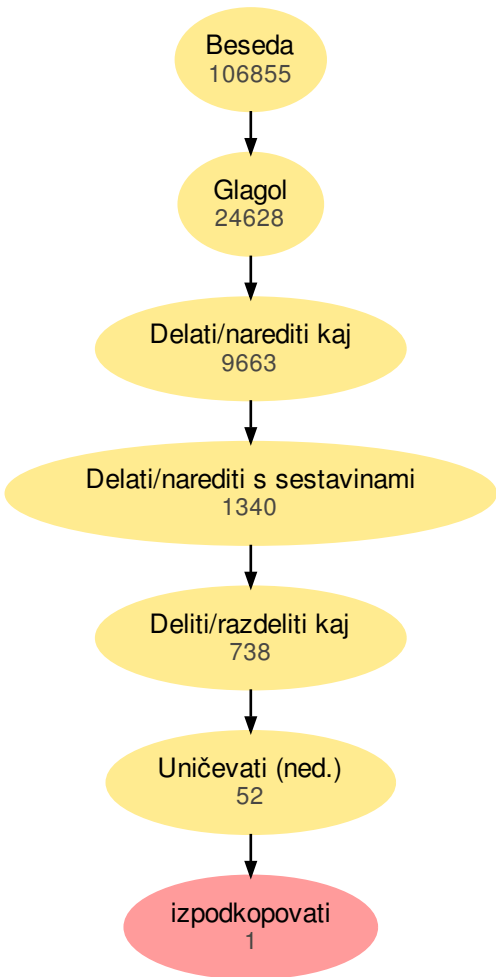 Beseda
106855
Glagol
24628
Delati/narediti kaj
9663
Delati/narediti s sestavinami
1340
Deliti/razdeliti kaj
738
Uničevati (ned.)
52
izpodkopovati
1